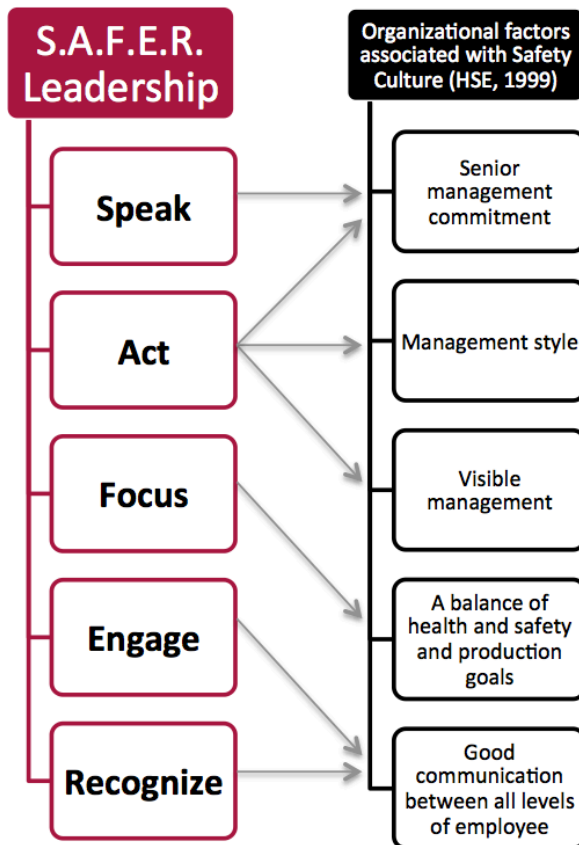 S.A.F.E.R.
Leadership
Speak
Act
Focus
Engage
Recognize
Organizational factors
associated with Safety
Culture (HSE, 1999)
Senior
management
commitment
Management style
Visible
management
A balance of
health and safety
and production
goals
Good
communication
between all levels
of employee